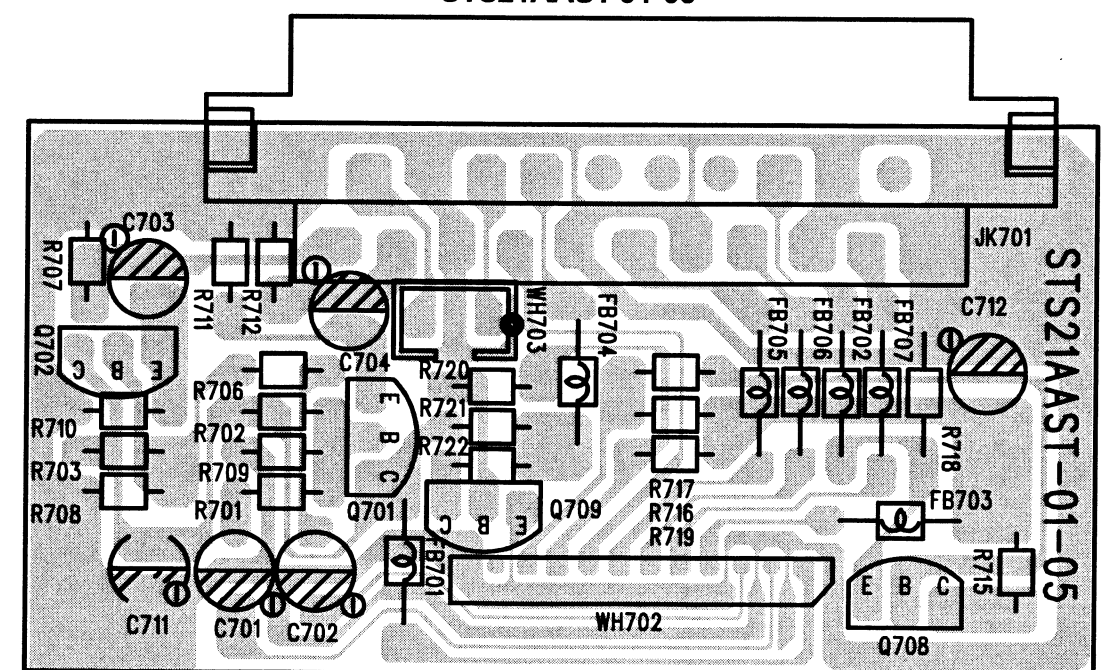 C703
R707
R711
R712
JK701
STS21AAST-01-05
C712
WH703
FB704
FB705
FB706
FB702
FB707
Q702
C B E
C704
R720
R706
R721
E
B
C
R710
R702
R722
R718
R703
R709
R717
R708
R701
Q701
C B E
Q709
R716
FB703
R719
FB701
R715
C711
C701
C702
WH702
E B C
Q708